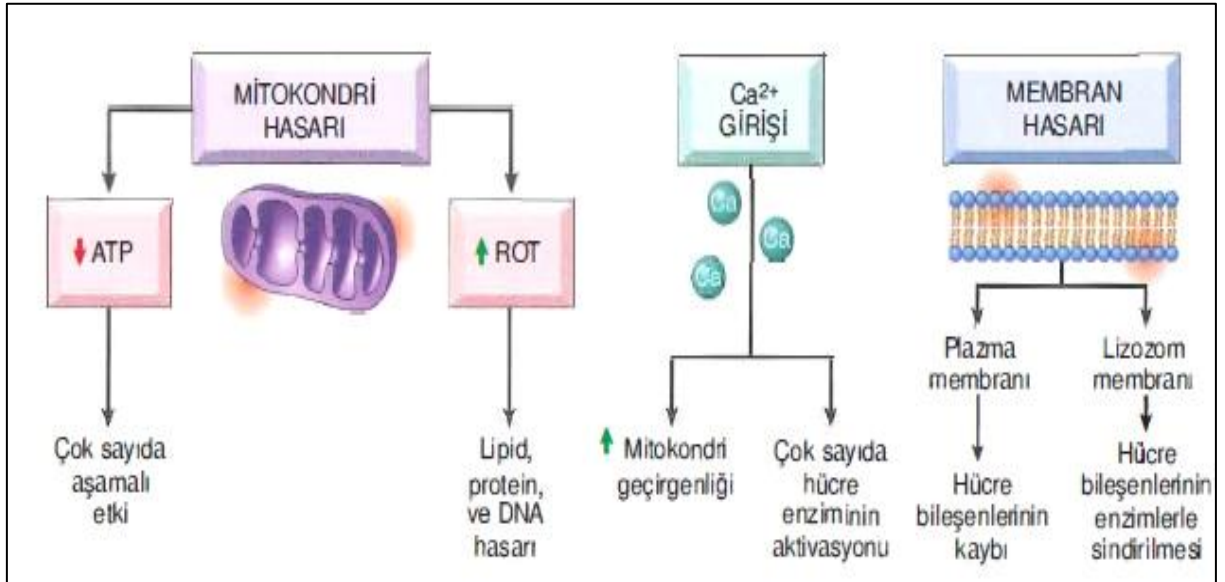 MİTOKONDRİ
HASARI
ATP
ROT
Çok sayıda
aşamalı
etki
Lipid,
protein,
ve DNA
hasarı
Ca²⁺
GİRİŞİ
Ca
Ca
Ca
Mitokondri
geçirgenliği
Çok sayıda
hücre
enziminin
aktivasyonu
MEMBRAN
HASARI
Plazma
membranı
Hücre
bileşenlerinin
kaybı
Lizozom
membranı
Hücre
bileşenlerinin
enzimlerle
sindirilmesi